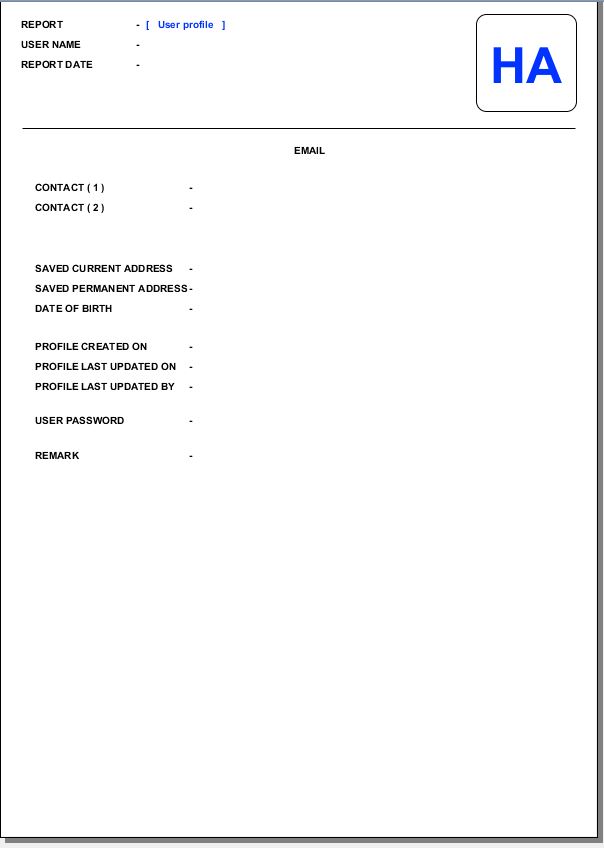 REPORT - [ User profile ]
USER NAME -
REPORT DATE -
HA
EMAIL
CONTACT ( 1 ) -
CONTACT ( 2 ) -
SAVED CURRENT ADDRESS -
SAVED PERMANENT ADDRESS -
DATE OF BIRTH -
PROFILE CREATED ON -
PROFILE LAST UPDATED ON -
PROFILE LAST UPDATED BY -
USER PASSWORD -
REMARK -